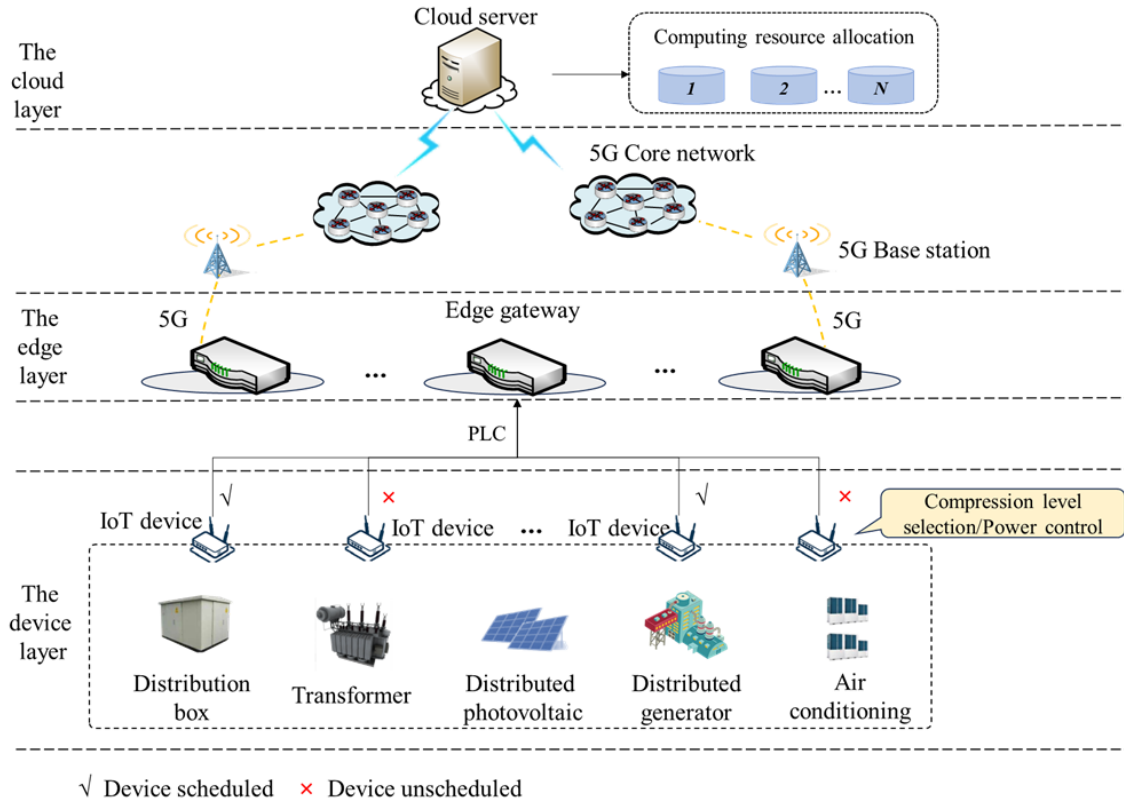 Cloud server
The
cloud layer
Computing resource allocation
1 2 ... N
5G Core network
5G Base station
The
edge
layer
5G
Edge gateway
5G
... ...
PLC
√ × √ ×
IoT device
IoT device
...
IoT device
Compression level
selection/Power control
The
device
layer
Distribution
box
Transformer
Distributed
photovoltaic
Distributed
generator
Air
conditioning
√ Device scheduled × Device unscheduled